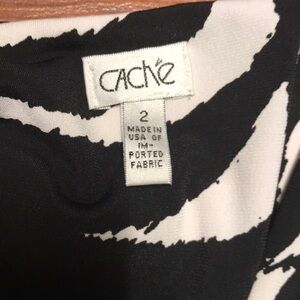 caché
2
MADE IN
USA OF
IM-
PORTED
FABRIC